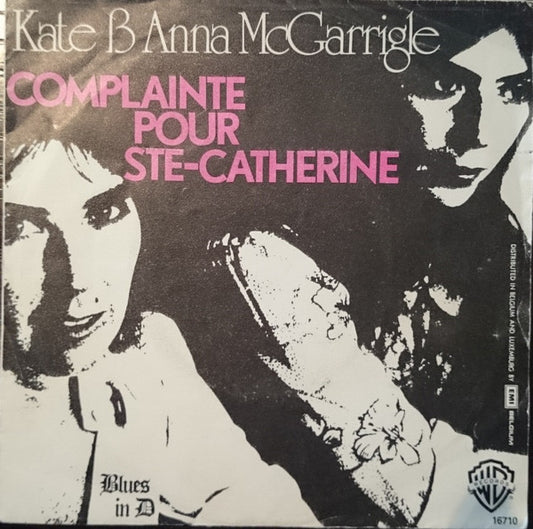 Kate & Anna McGarrigle
COMPLAINTE
POUR
STE-CATHERINE
DISTRIBUTED IN BELGIUM AND LUXEMBURG BY EMI BELGIUM
Blues
in D
WB
RECORDS
16710